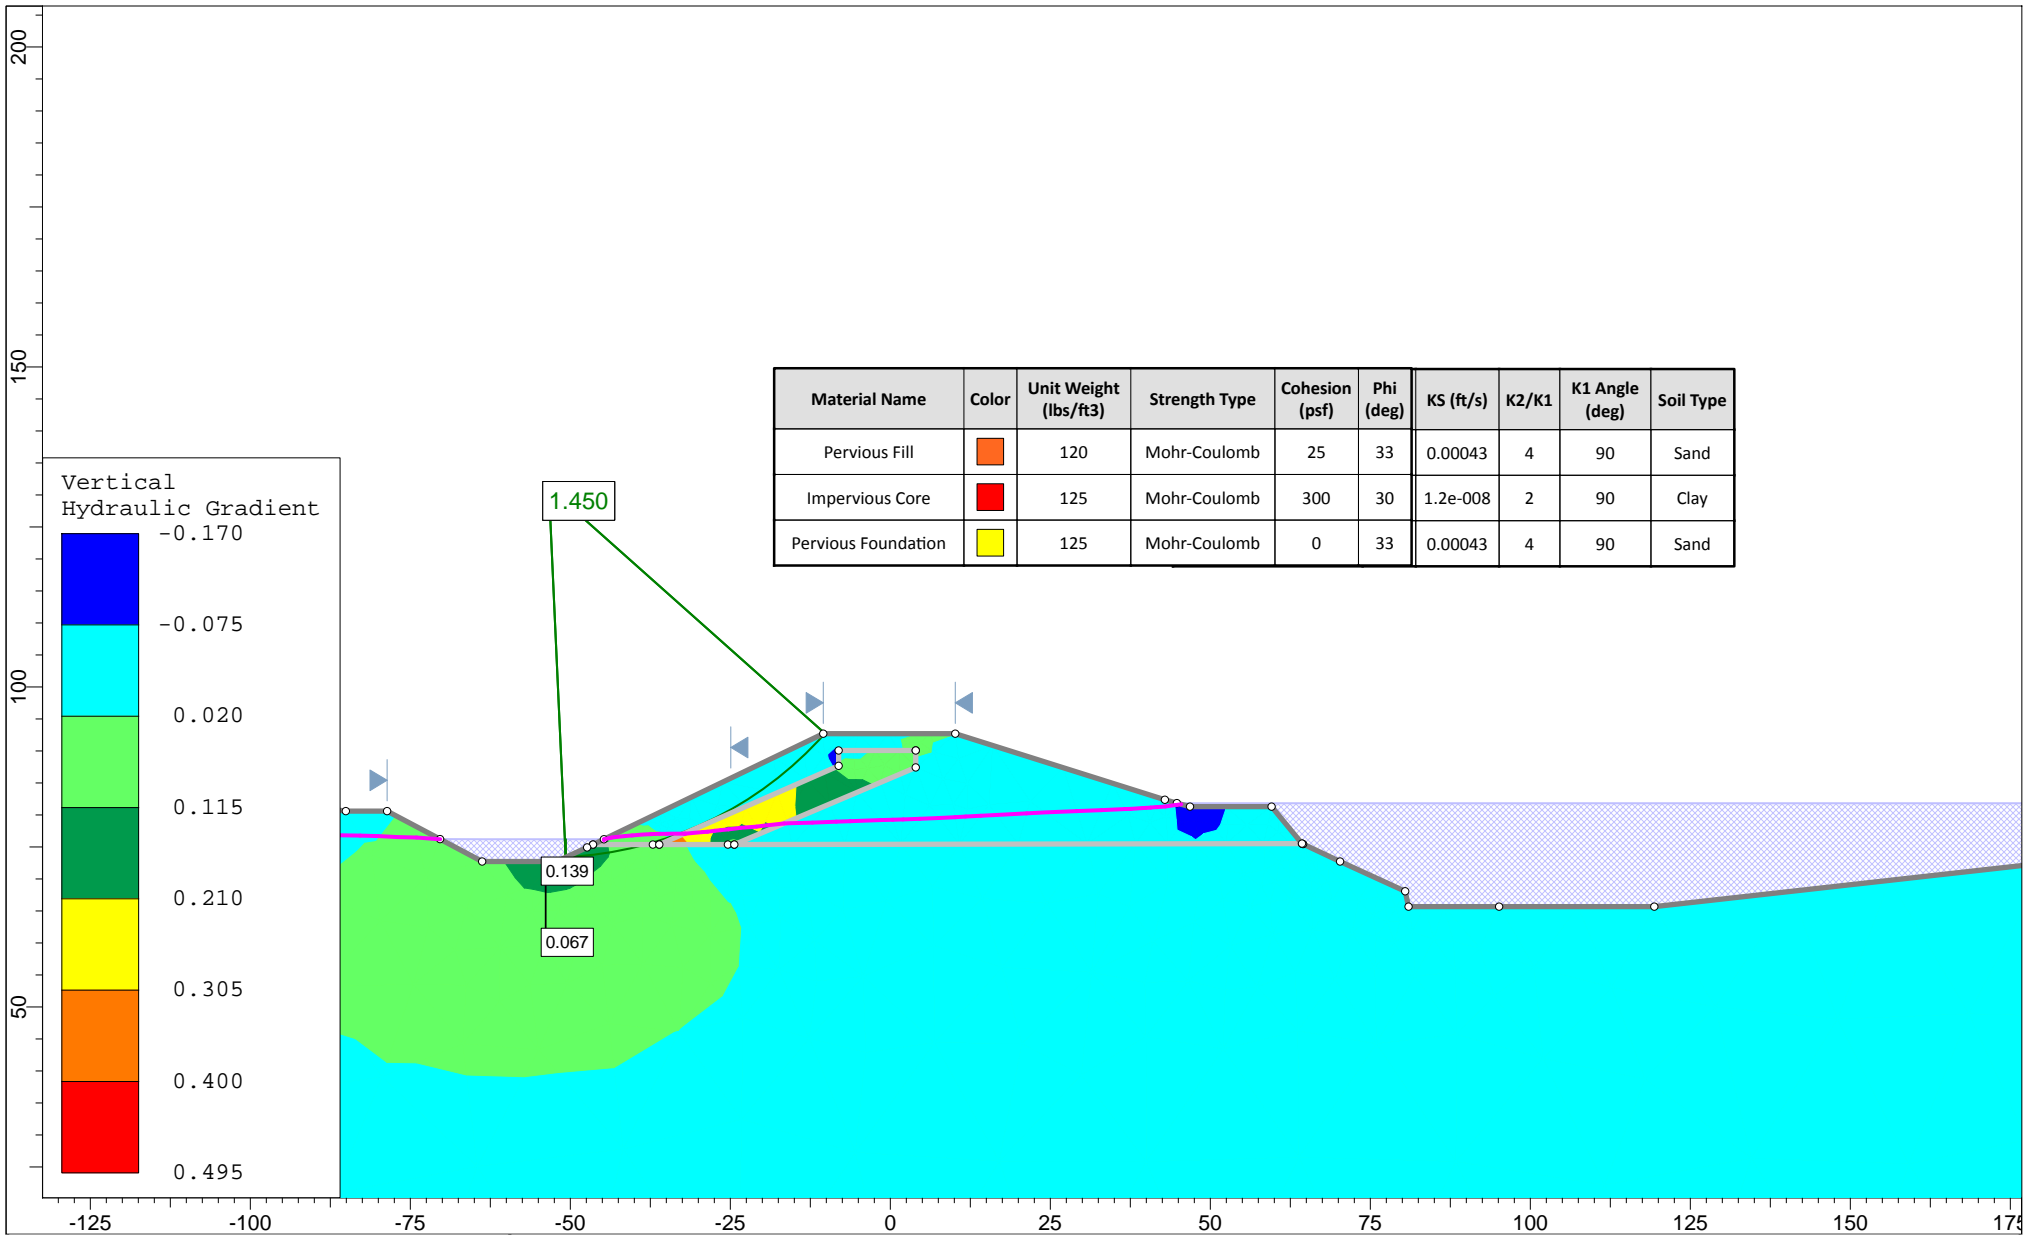 200
150
100
50
Material Name Color Unit Weight (lbs/ft3) Strength Type Cohesion (psf) Phi (deg) KS (ft/s) K2/K1 K1 Angle (deg) Soil Type
Pervious Fill 120 Mohr-Coulomb 25 33 0.00043 4 90 Sand
Impervious Core 125 Mohr-Coulomb 300 30 1.2e-008 2 90 Clay
Pervious Foundation 125 Mohr-Coulomb 0 33 0.00043 4 90 Sand
Vertical
Hydraulic Gradient
-0.170
-0.075
0.020
0.115
0.210
0.305
0.400
0.495
1.450
0.139
0.067
-125 -100 -75 -50 -25 0 25 50 75 100 125 150